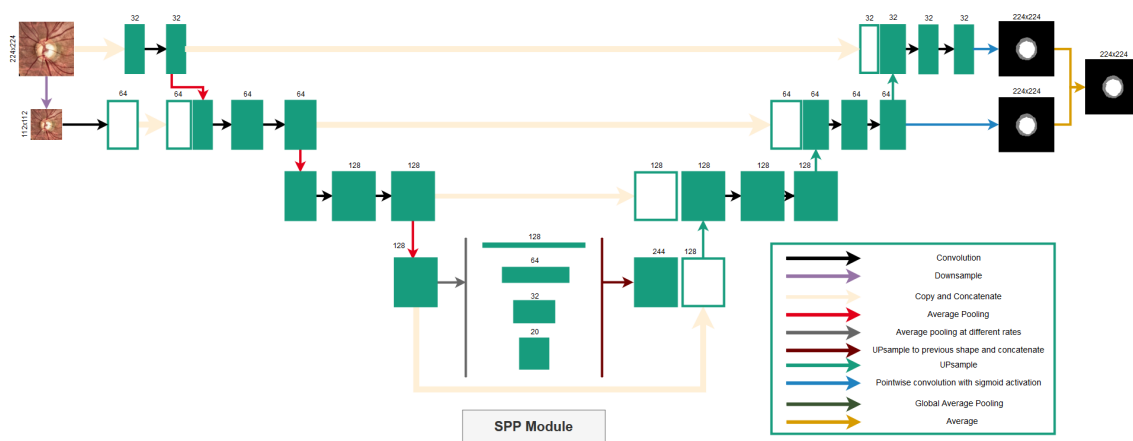 32
32
224x224
32
32
32
32
224x224
224x224
224x224
64
64
64
64
64
64
64
64
112x112
224x224
128
128
128
128
128
128
128
128
64
32
20
244
128
Convolution
Downsample
Copy and Concatenate
Average Pooling
Average pooling at different rates
UPsample to previous shape and concatenate
UPsample
Pointwise convolution with sigmoid activation
Global Average Pooling
Average
SPP Module